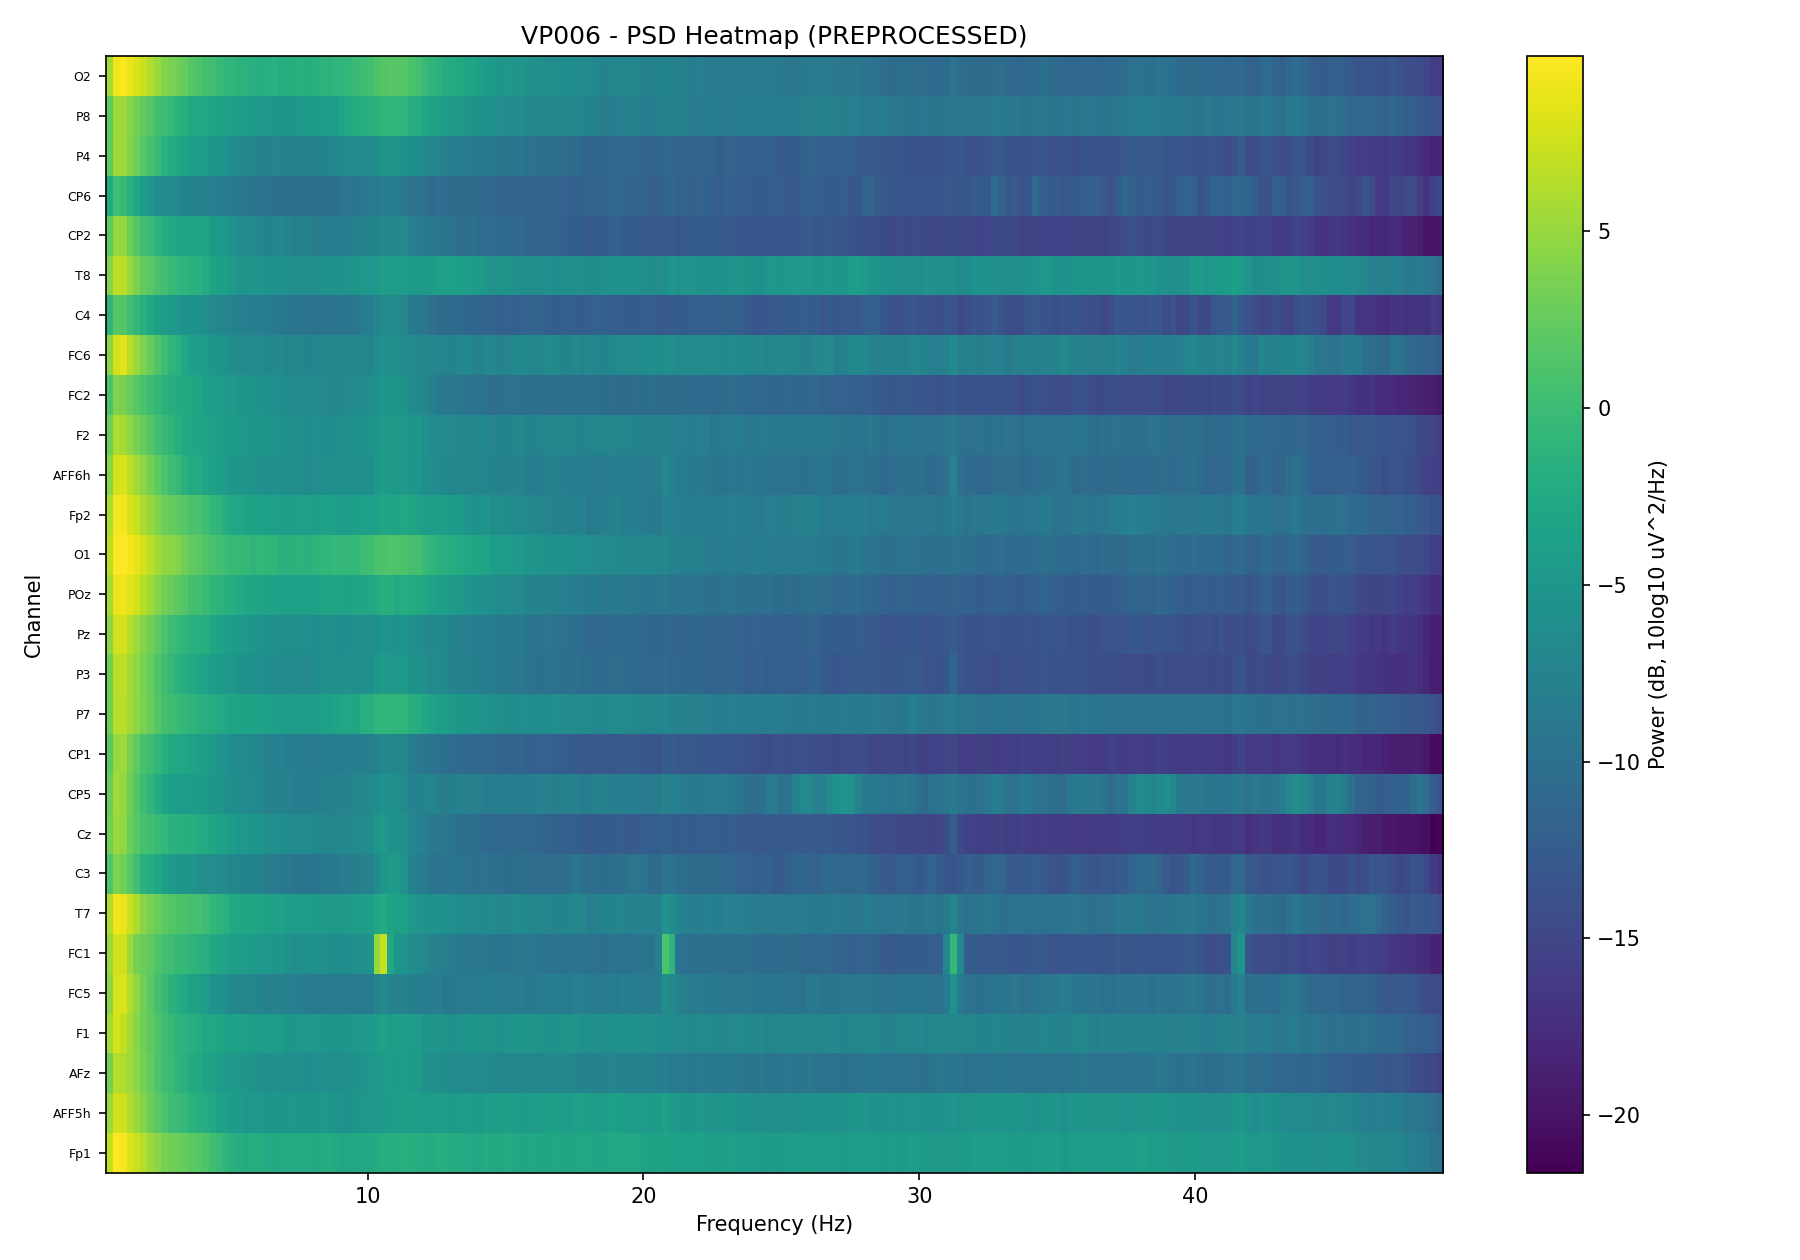 VP006 - PSD Heatmap (PREPROCESSED)
Channel
O2
P8
P4
CP6
CP2
T8
C4
FC6
FC2
F2
AFF6h
Fp2
O1
POz
Pz
P3
P7
CP1
CP5
Cz
C3
T7
FC1
FC5
F1
AFz
AFF5h
Fp1
10 20 30 40
Frequency (Hz)
5
0
−5
−10
−15
−20
Power (dB, 10log10 uV^2/Hz)